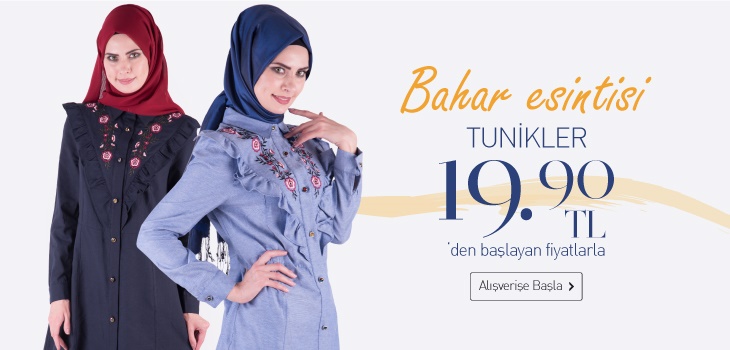 Bahar esintisi
TUNİKLER
19.90
TL
'den başlayan fiyatlarla
Alışverişe Başla >